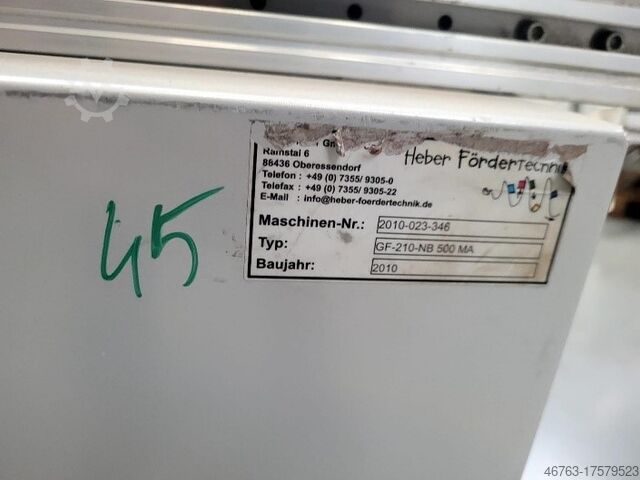 Heber Fördertechnik
Ramstal 6
88436 Oberessendorf
Telefon : +49 (0) 7355/ 9305-0
Telefax : +49 (0) 7355/ 9305-22
E-Mail : info@heber-foerdertechnik.de
Maschinen-Nr.: 2010-023-346
Typ: GF-210-NB 500 MA
Baujahr: 2010
45
46763-17579523